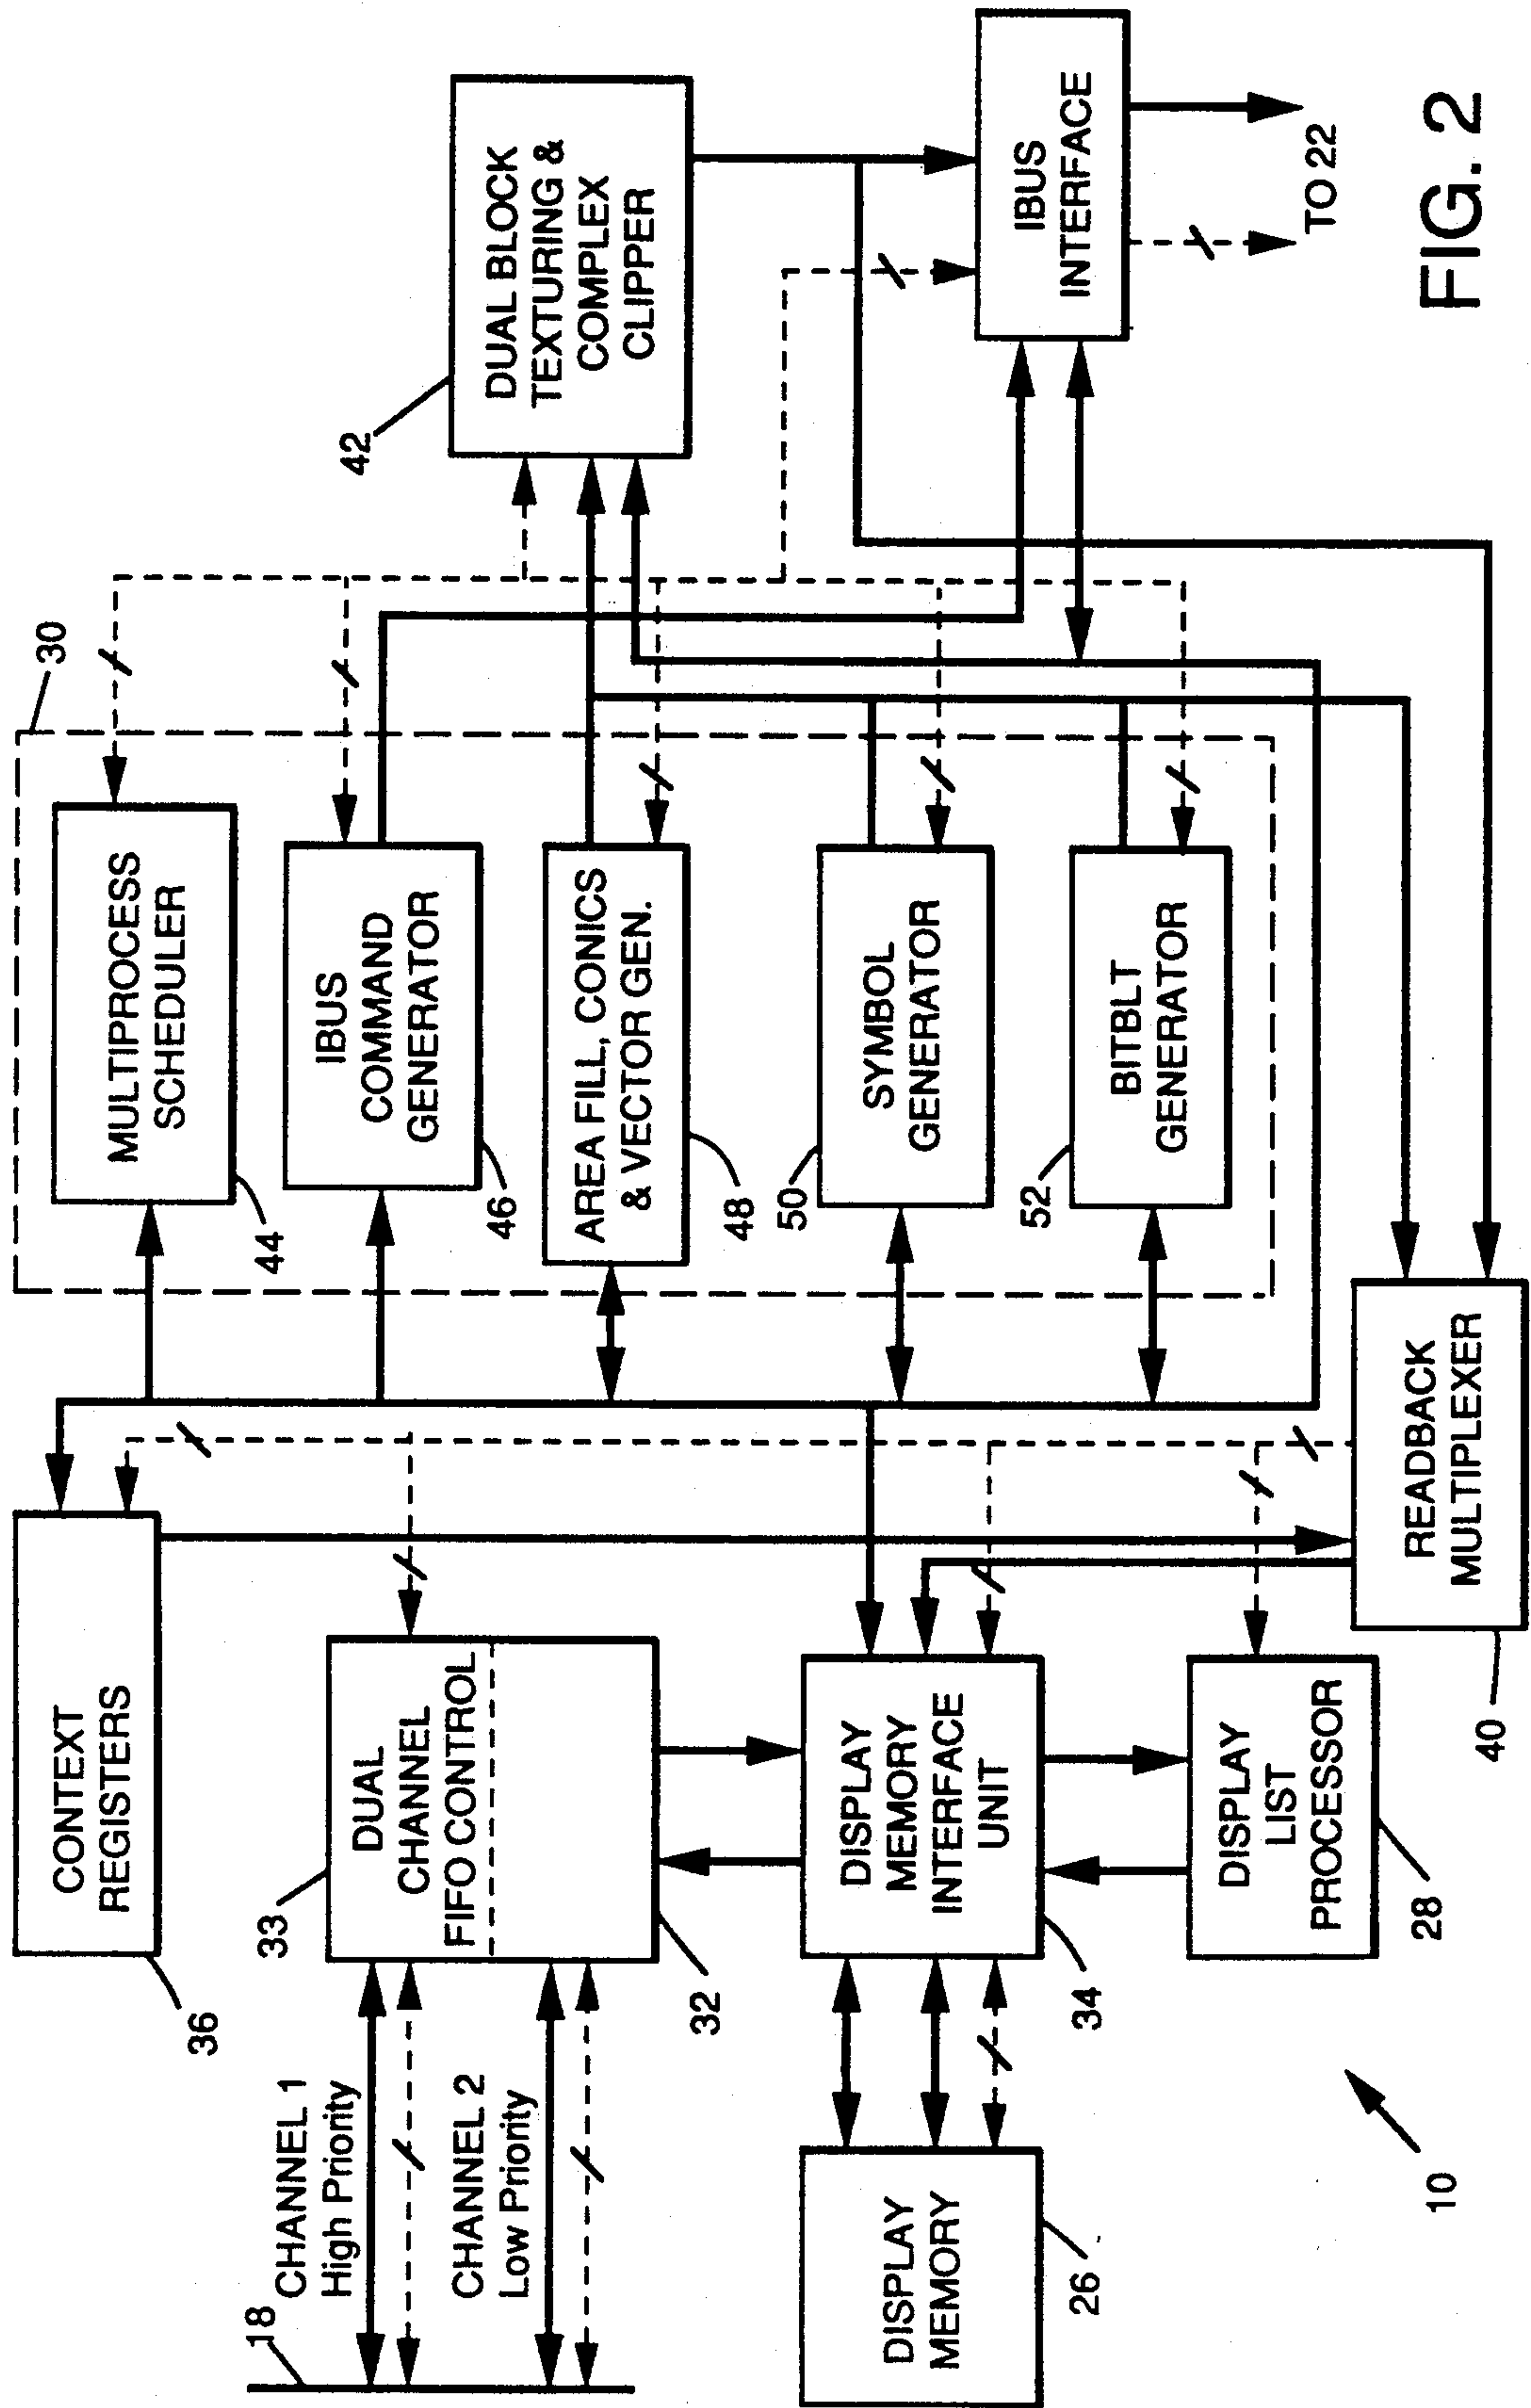 18
CHANNEL 1
High Priority
CHANNEL 2
Low Priority
36
CONTEXT
REGISTERS
33
DUAL
CHANNEL
FIFO CONTROL
32
DISPLAY
MEMORY
26
DISPLAY
MEMORY
INTERFACE
UNIT
34
DISPLAY
LIST
PROCESSOR
28
READBACK
MULTIPLEXER
40
30
MULTIPROCESS
SCHEDULER
44
IBUS
COMMAND
GENERATOR
46
AREA FILL, CONICS
& VECTOR GEN.
48
SYMBOL
GENERATOR
50
BITBLT
GENERATOR
52
42
DUAL BLOCK
TEXTURING &
COMPLEX
CLIPPER
IBUS
INTERFACE
TO 22
10
FIG. 2